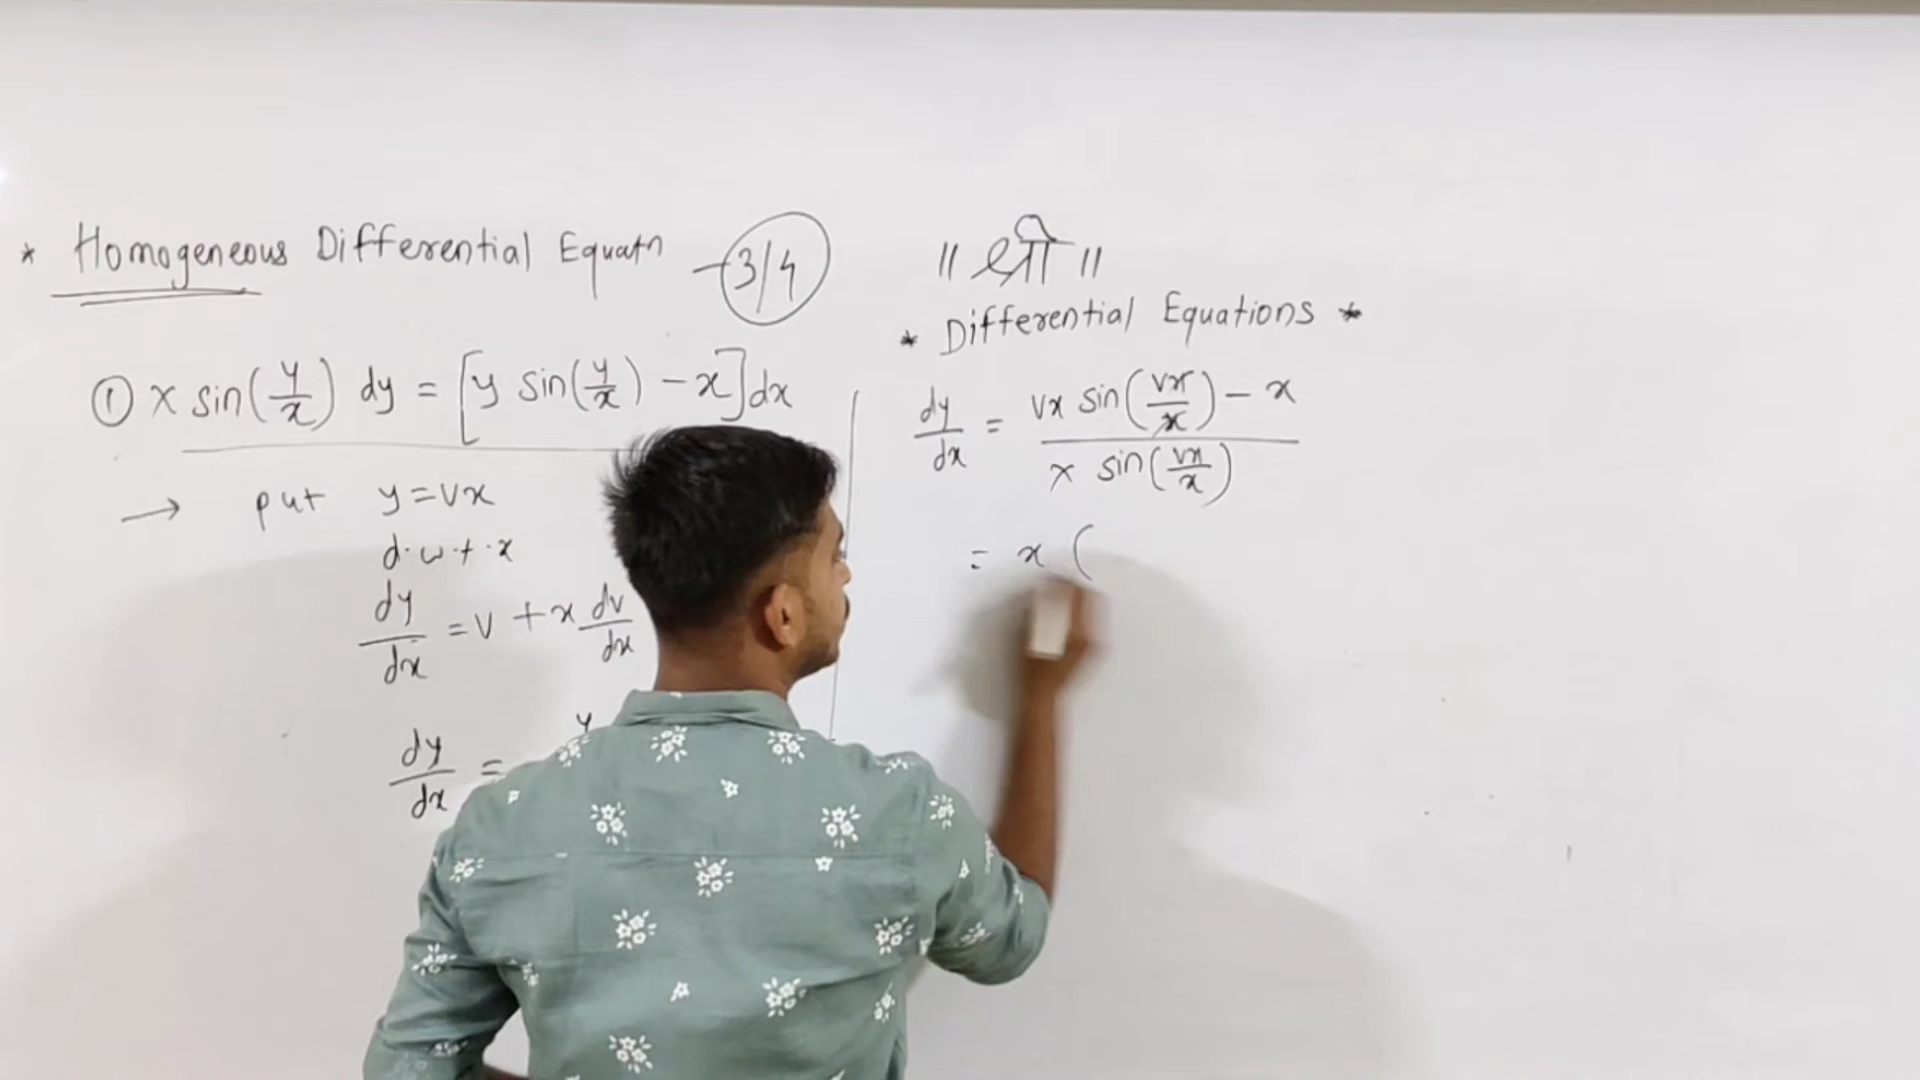 * Homogeneous Differential Equatn - 3/4
① x sin(y/x) dy = [y sin(y/x) - x]dx
→ put y = vx
d.w.t.x
dy/dx = v + x dv/dx
dy/dx = y
|| श्री ||
* Differential Equations *
dy/dx = (vx sin(vx/x) - x) / (x sin(vx/x))
= x (